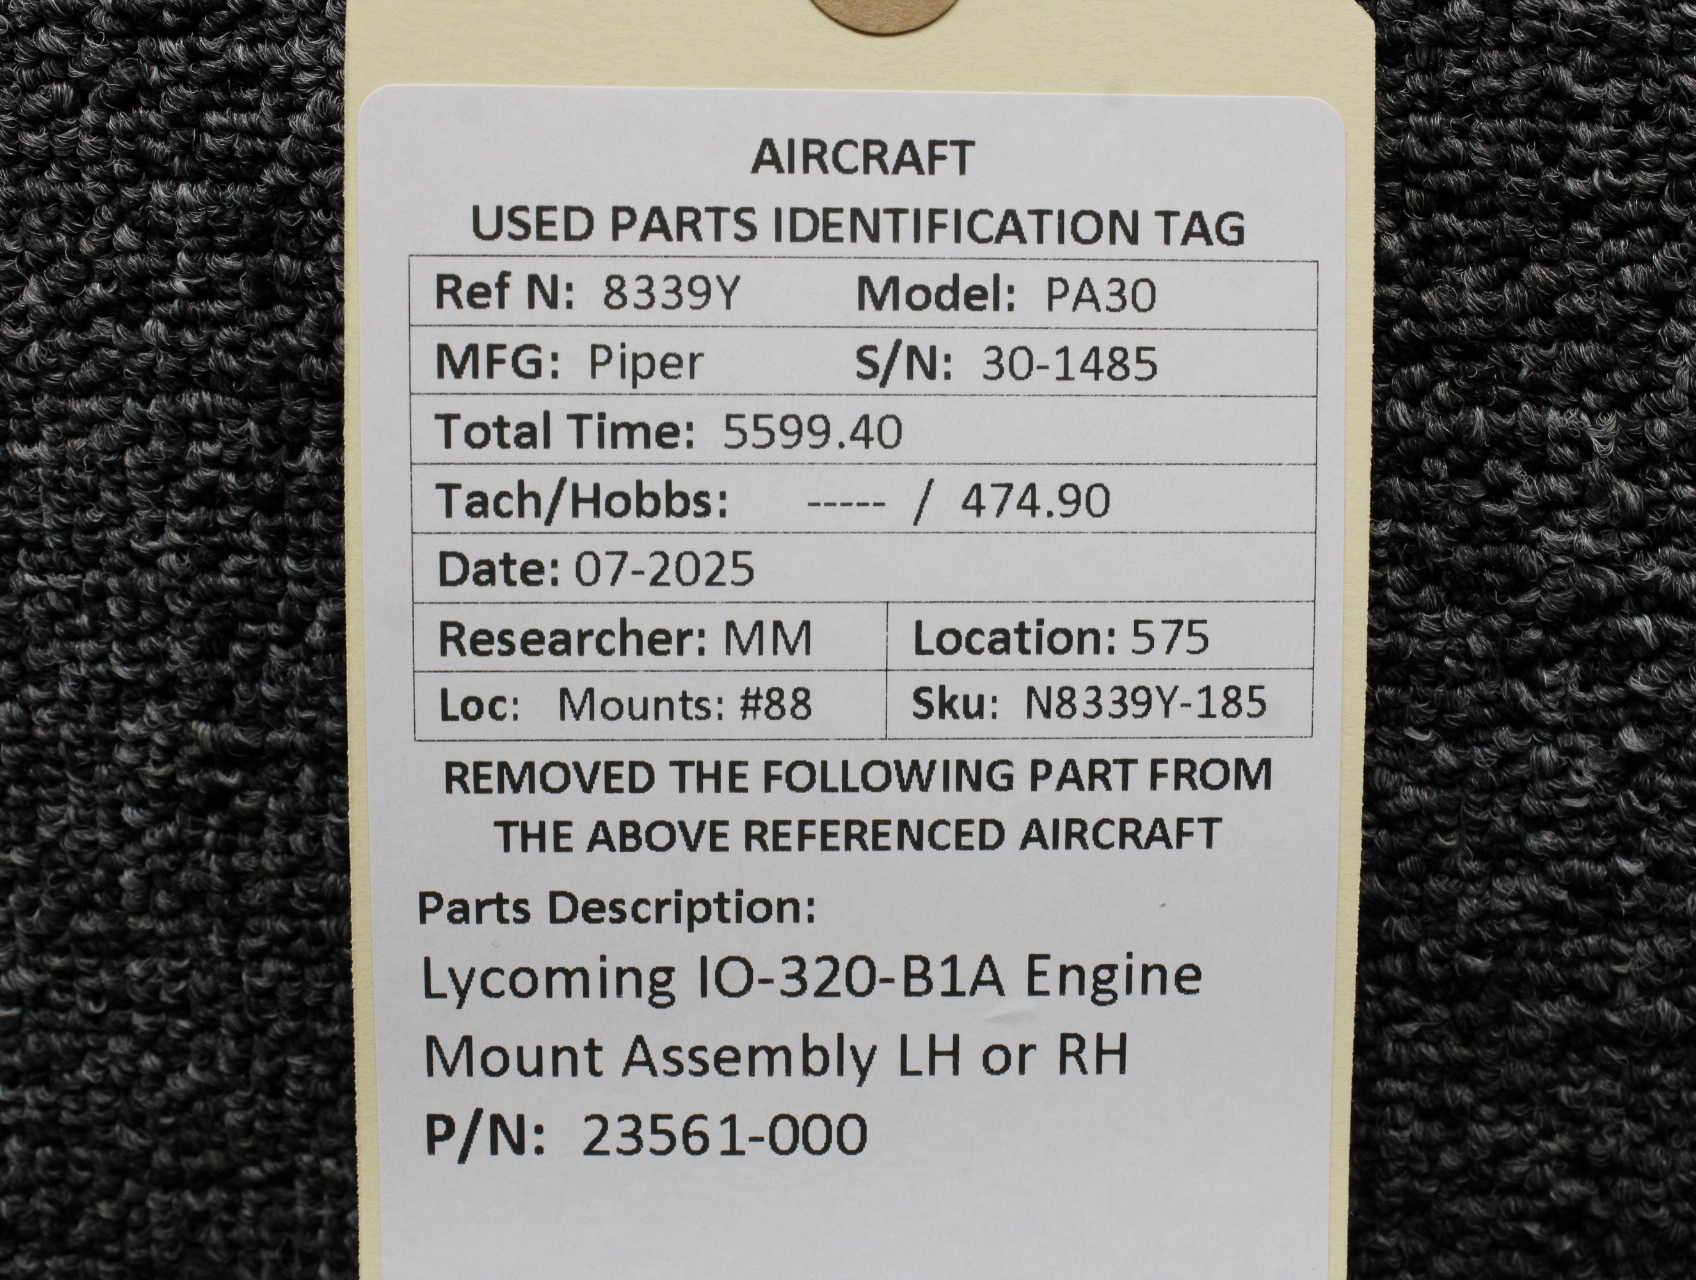 AIRCRAFT
USED PARTS IDENTIFICATION TAG
Ref N: 8339Y Model: PA30
MFG: Piper S/N: 30-1485
Total Time: 5599.40
Tach/Hobbs: ----- / 474.90
Date: 07-2025
Researcher: MM Location: 575
Loc: Mounts: #88 Sku: N8339Y-185
REMOVED THE FOLLOWING PART FROM
THE ABOVE REFERENCED AIRCRAFT
Parts Description:
Lycoming IO-320-B1A Engine
Mount Assembly LH or RH
P/N: 23561-000